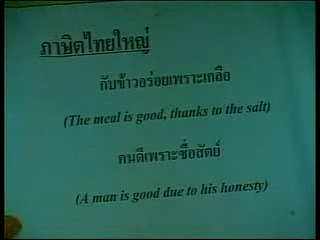 ภาษิตไทยใหญ่
กับข้าวอร่อยเพราะเกลือ
(The meal is good, thanks to the salt)
คนดีเพราะซื่อสัตย์
(A man is good due to his honesty)